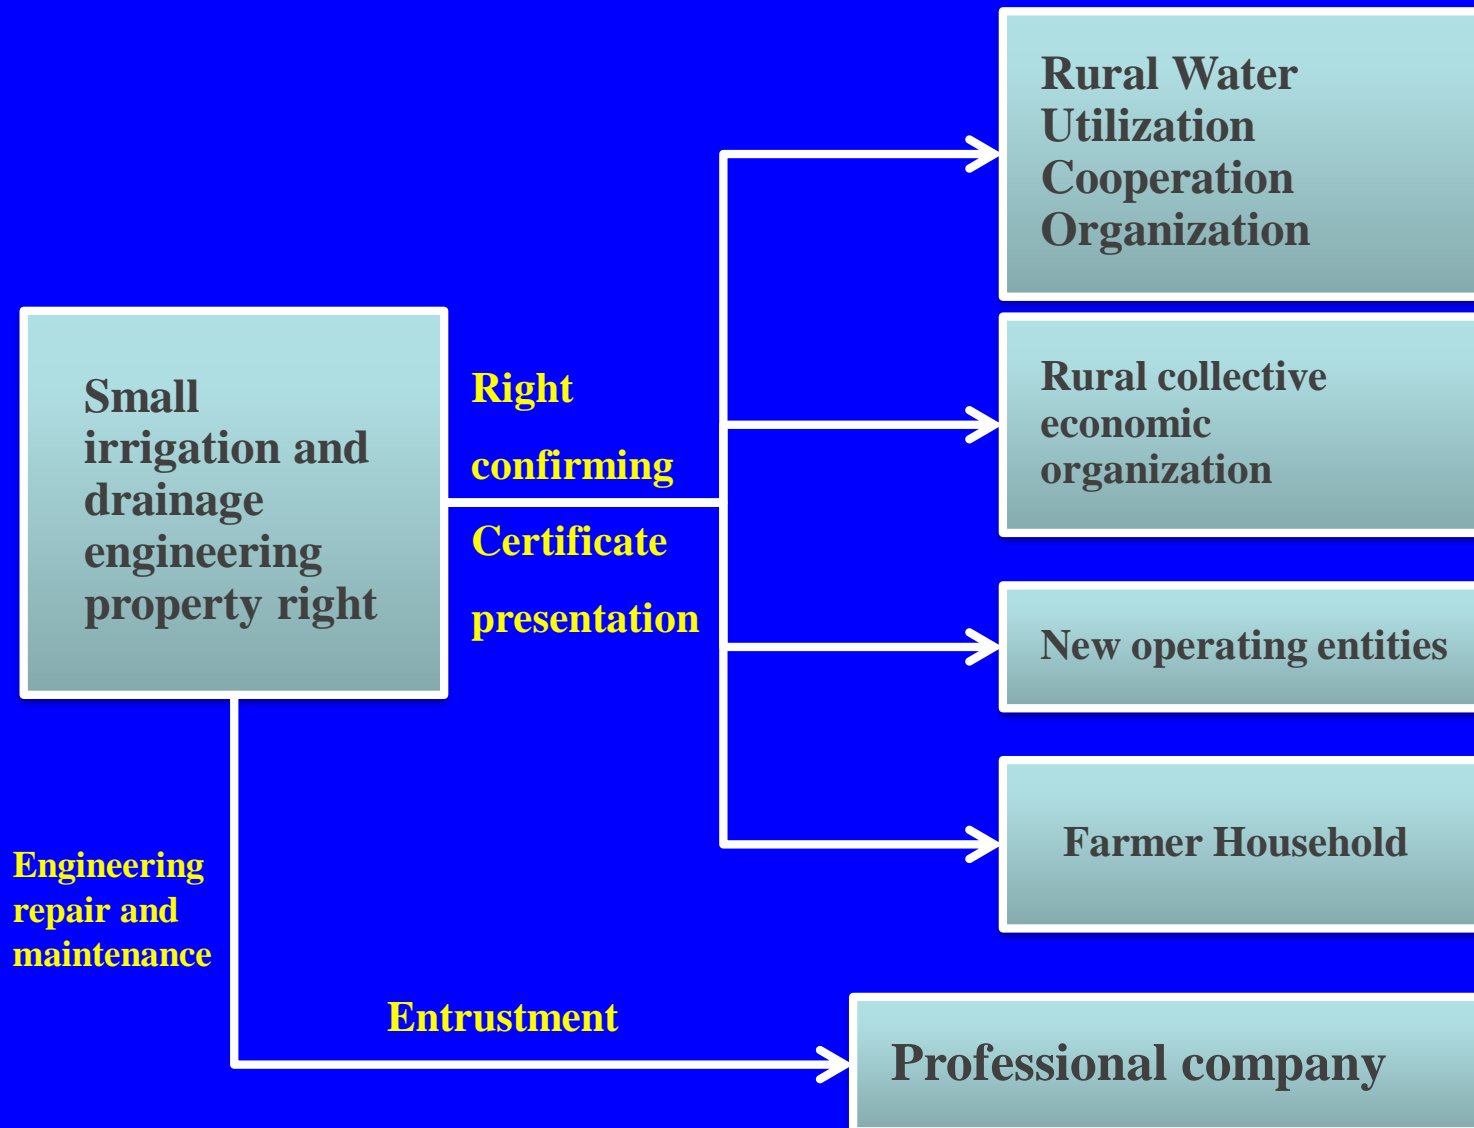 Small
irrigation and
drainage
engineering
property right
Right
confirming
Certificate
presentation
Rural Water
Utilization
Cooperation
Organization
Rural collective
economic
organization
New operating entities
Farmer Household
Engineering
repair and
maintenance
Entrustment
Professional company